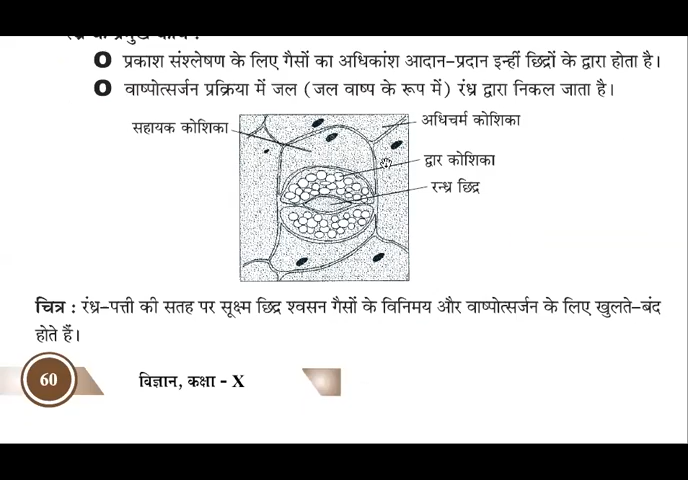 रंध्र के प्रमुख कार्य :
प्रकाश संश्लेषण के लिए गैसों का अधिकांश आदान-प्रदान इन्हीं छिद्रों के द्वारा होता है।
वाष्पोत्सर्जन प्रक्रिया में जल (जल वाष्प के रूप में) रंध्र द्वारा निकल जाता है।
सहायक कोशिका
अधिचर्म कोशिका
द्वार कोशिका
रन्ध्र छिद्र
चित्र : रंध्र-पत्ती की सतह पर सूक्ष्म छिद्र श्वसन गैसों के विनिमय और वाष्पोत्सर्जन के लिए खुलते-बंद
होते हैं।
60
विज्ञान, कक्षा - X